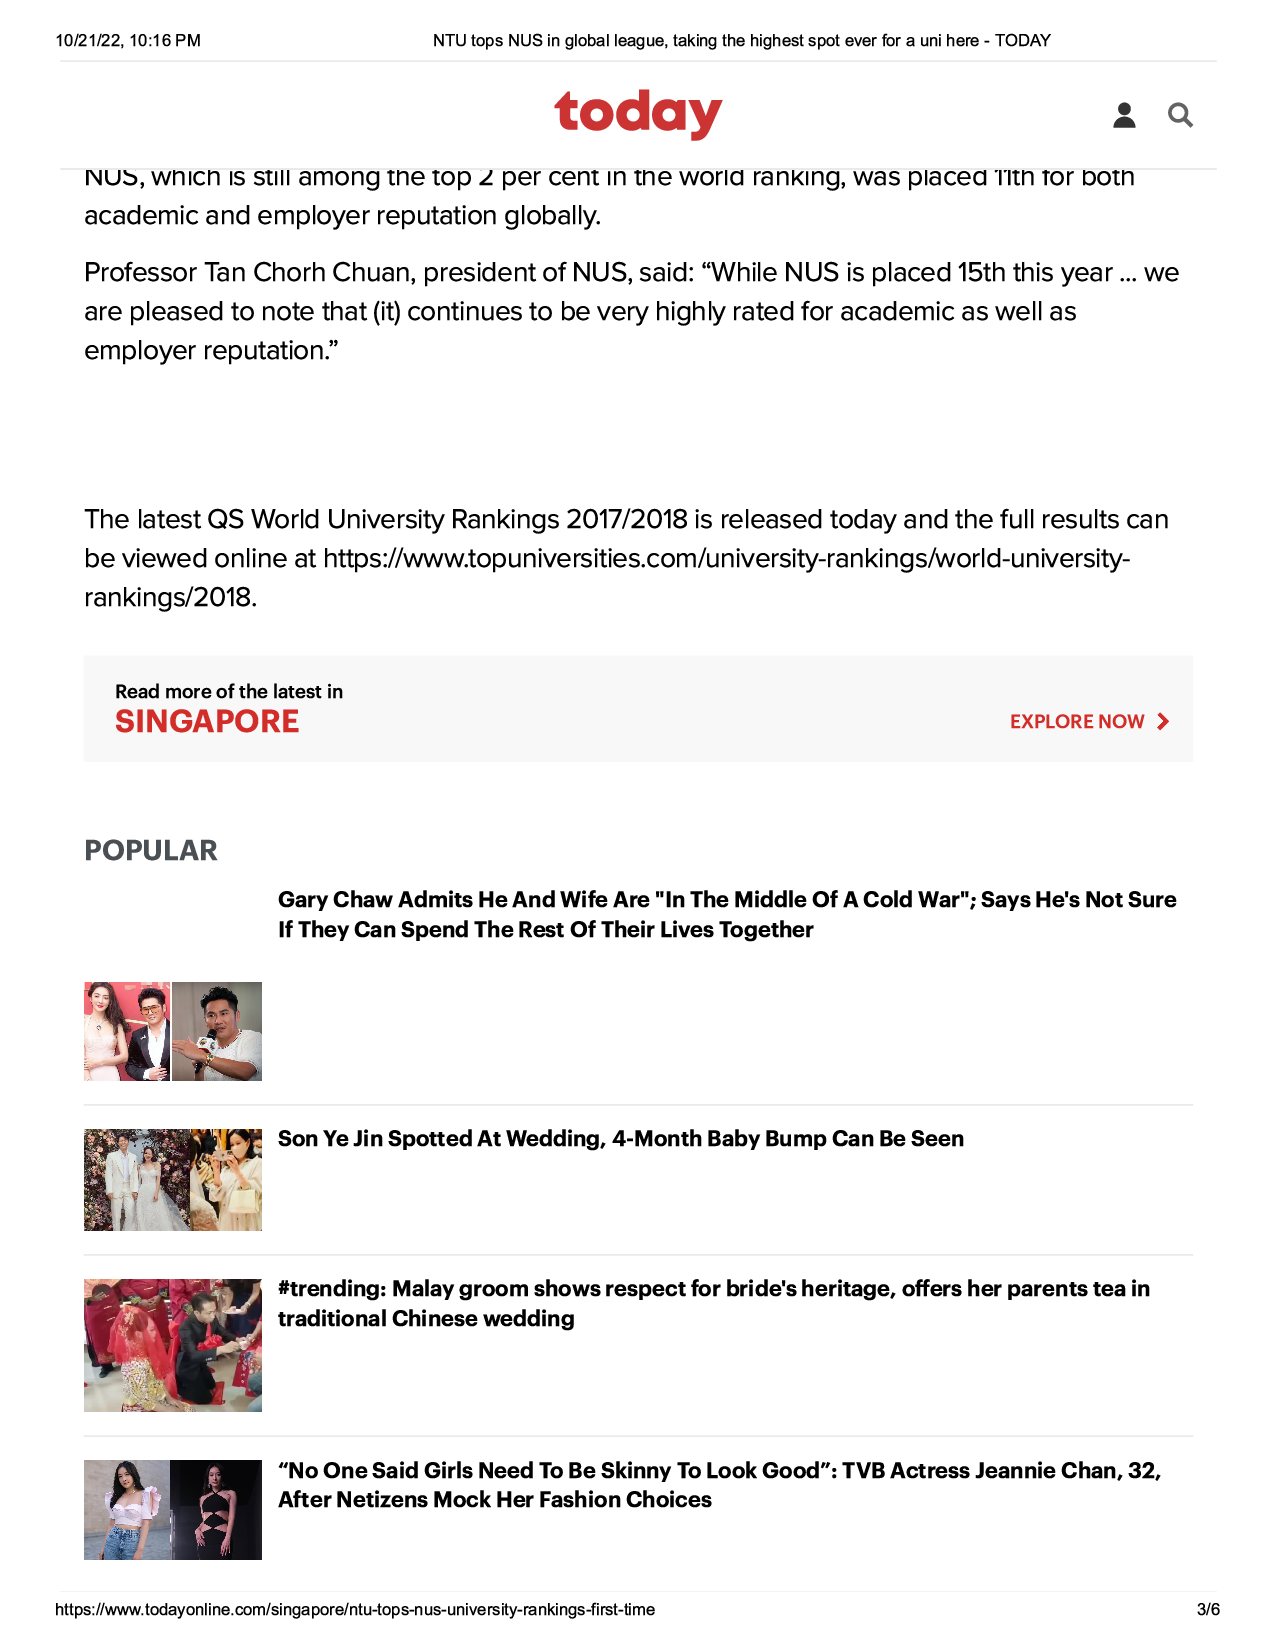 10/21/22, 10:16 PM
NTU tops NUS in global league, taking the highest spot ever for a uni here - TODAY
today
NUS, which is still among the top 2 per cent in the world ranking, was placed 11th for both
academic and employer reputation globally.
Professor Tan Chorh Chuan, president of NUS, said: “While NUS is placed 15th this year ... we
are pleased to note that (it) continues to be very highly rated for academic as well as
employer reputation.”
The latest QS World University Rankings 2017/2018 is released today and the full results can
be viewed online at https://www.topuniversities.com/university-rankings/world-university-
rankings/2018.
Read more of the latest in
SINGAPORE
EXPLORE NOW
POPULAR
Gary Chaw Admits He And Wife Are "In The Middle Of A Cold War"; Says He's Not Sure
If They Can Spend The Rest Of Their Lives Together
Son Ye Jin Spotted At Wedding, 4-Month Baby Bump Can Be Seen
#trending: Malay groom shows respect for bride's heritage, offers her parents tea in
traditional Chinese wedding
“No One Said Girls Need To Be Skinny To Look Good”: TVB Actress Jeannie Chan, 32,
After Netizens Mock Her Fashion Choices
https://www.todayonline.com/singapore/ntu-tops-nus-university-rankings-first-time
3/6